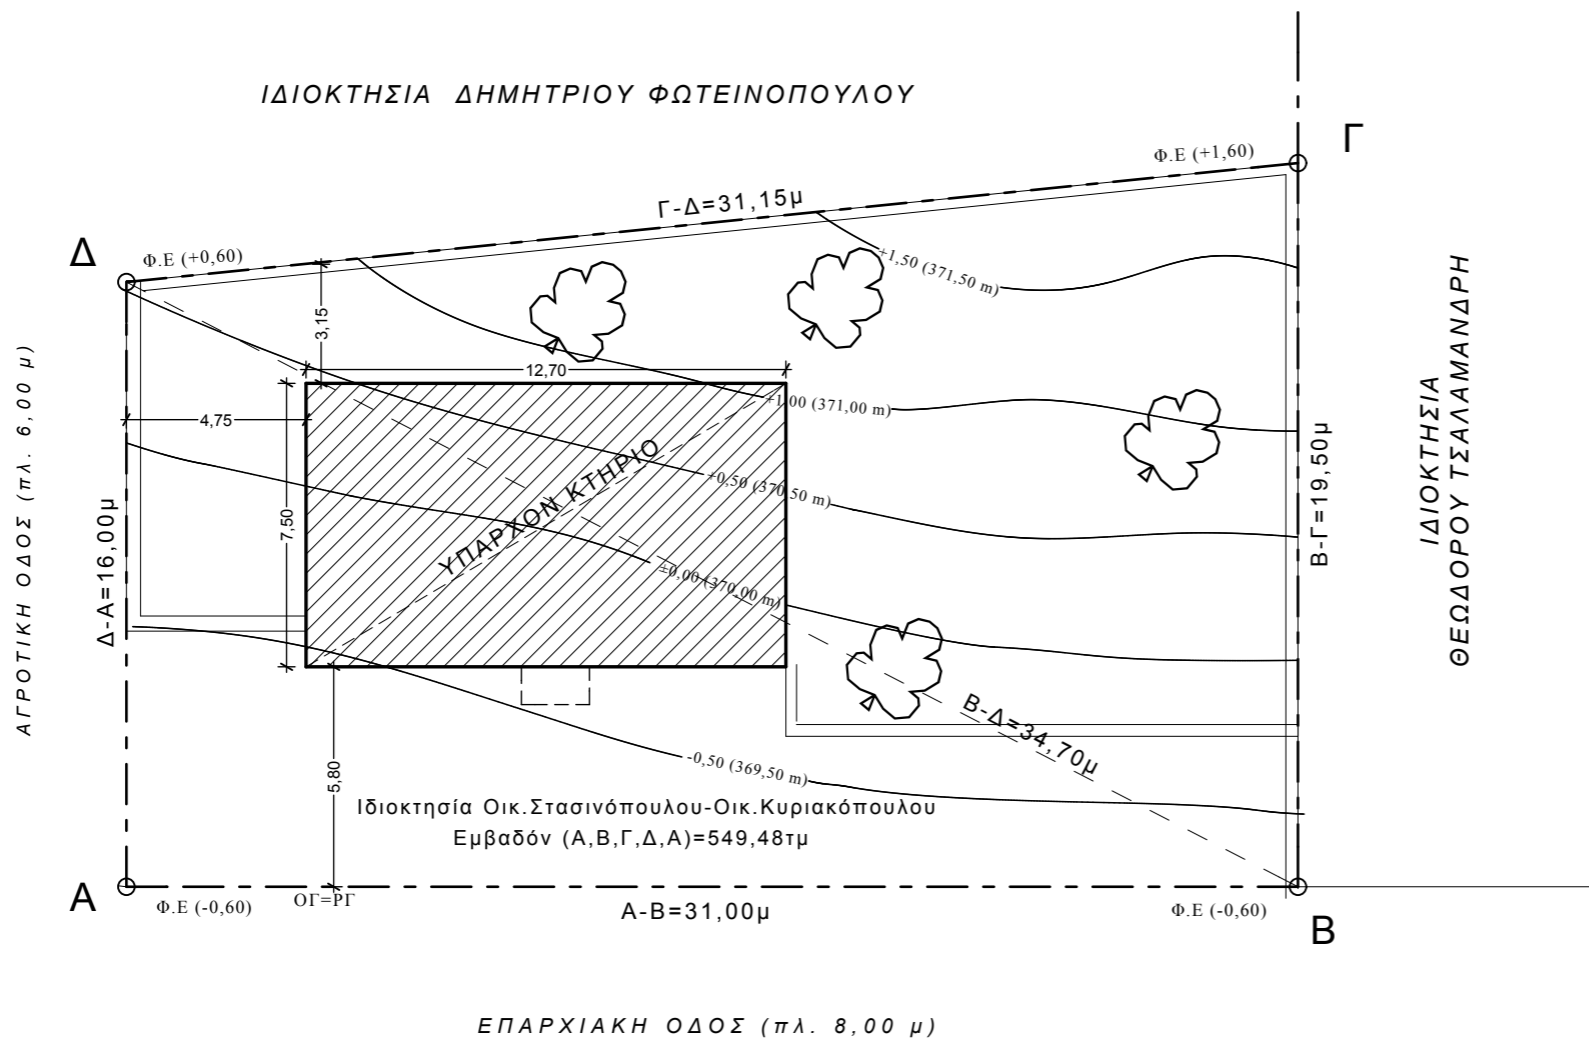 ΙΔΙΟΚΤΗΣΙΑ ΔΗΜΗΤΡΙΟΥ ΦΩΤΕΙΝΟΠΟΥΛΟΥ
Γ
Φ.Ε (+1,60)
Γ-Δ=31,15μ
Δ
Φ.Ε (+0,60)
+1,50 (371,50 m)
3,15
12,70
+1,00 (371,00 m)
4,75
ΑΓΡΟΤΙΚΗ ΟΔΟΣ (πλ. 6,00 μ)
Δ-Α=16,00μ
7,50
ΥΠΑΡΧΟΝ ΚΤΗΡΙΟ
+0,50 (370,50 m)
±0,00 (370,00 m)
Β-Γ=19,50μ
ΙΔΙΟΚΤΗΣΙΑ
ΘΕΩΔΟΡΟΥ ΤΣΑΛΑΜΑΝΔΡΗ
Β-Δ=34,70μ
-0,50 (369,50 m)
5,80
Ιδιοκτησία Οικ.Στασινόπουλου-Οικ.Κυριακόπουλου
Εμβαδόν (Α,Β,Γ,Δ,Α)=549,48τμ
Α
Φ.Ε (-0,60)
ΟΓ=ΡΓ
Α-Β=31,00μ
Φ.Ε (-0,60)
Β
ΕΠΑΡΧΙΑΚΗ ΟΔΟΣ (πλ. 8,00 μ)